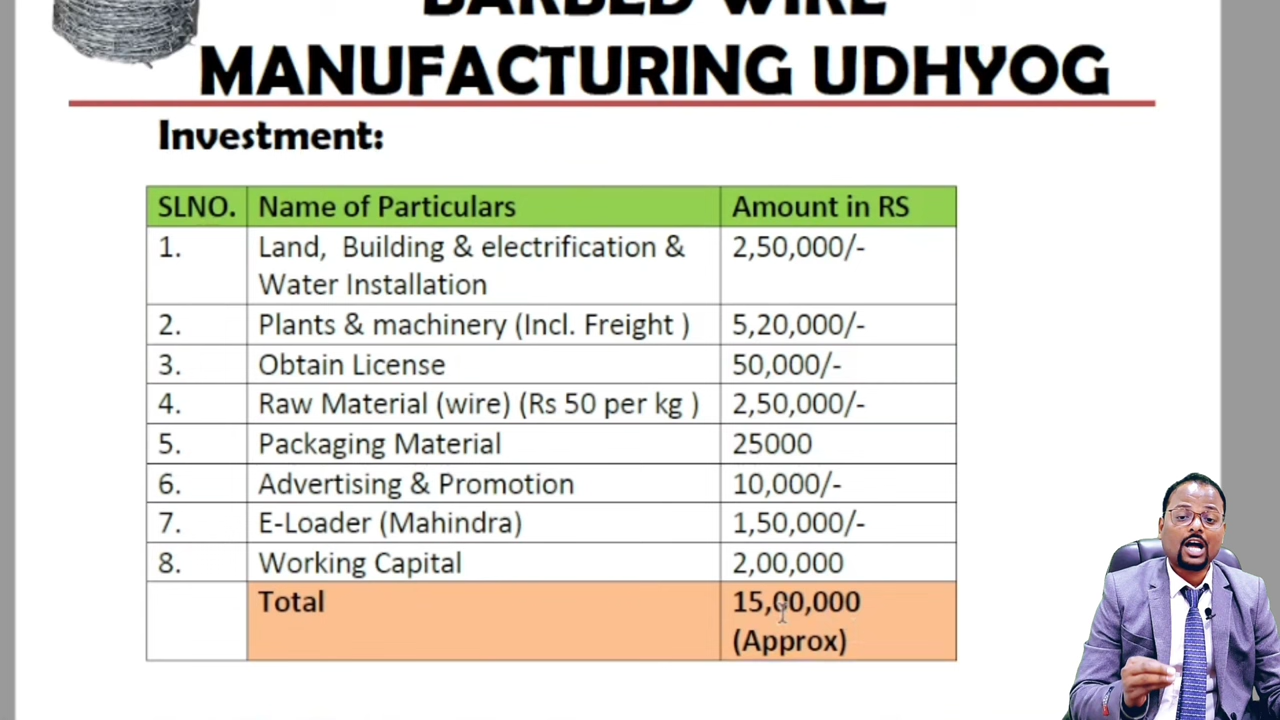 BARBED WIRE
MANUFACTURING UDHYOG
Investment:
SLNO. Name of Particulars Amount in RS
1. Land, Building & electrification & 2,50,000/-
Water Installation
2. Plants & machinery (Incl. Freight ) 5,20,000/-
3. Obtain License 50,000/-
4. Raw Material (wire) (Rs 50 per kg ) 2,50,000/-
5. Packaging Material 25000
6. Advertising & Promotion 10,000/-
7. E-Loader (Mahindra) 1,50,000/-
8. Working Capital 2,00,000
Total 15,00,000
(Approx)